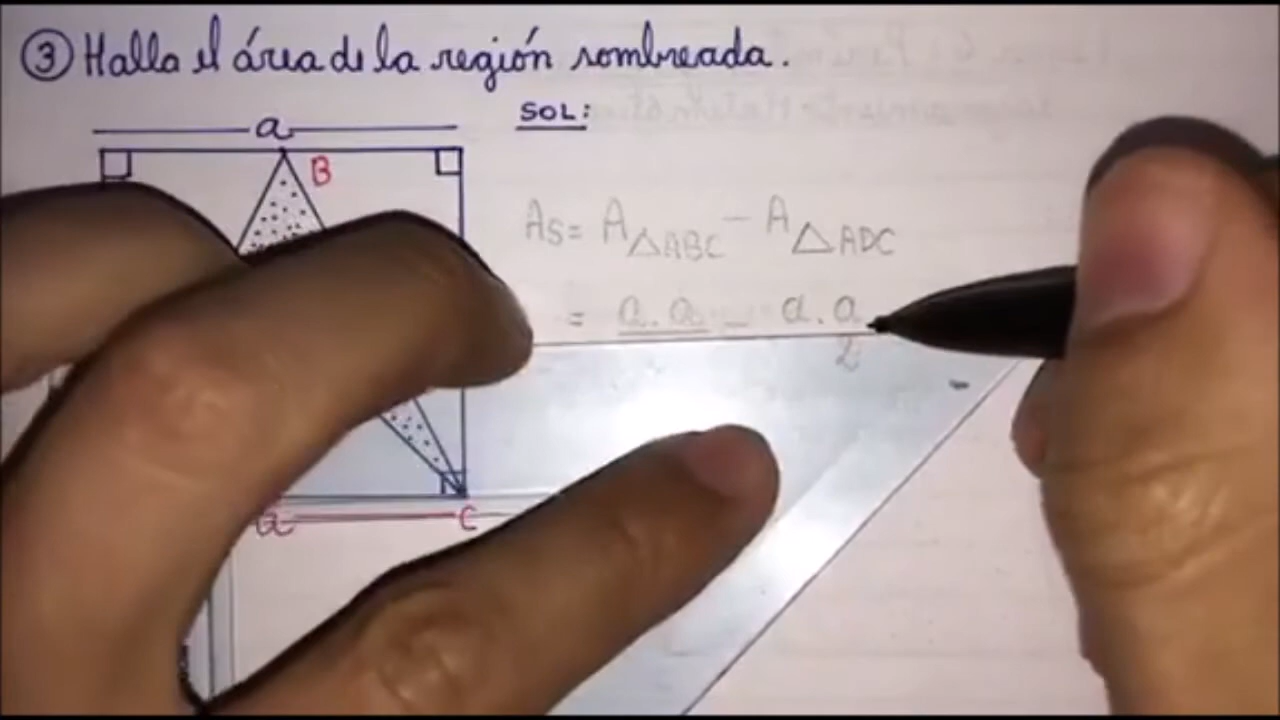 ③ Halla el área de la región sombreada.
SOL:
a
B
As = A△ABC - A△ADC
= a.a - a.a
2
a C